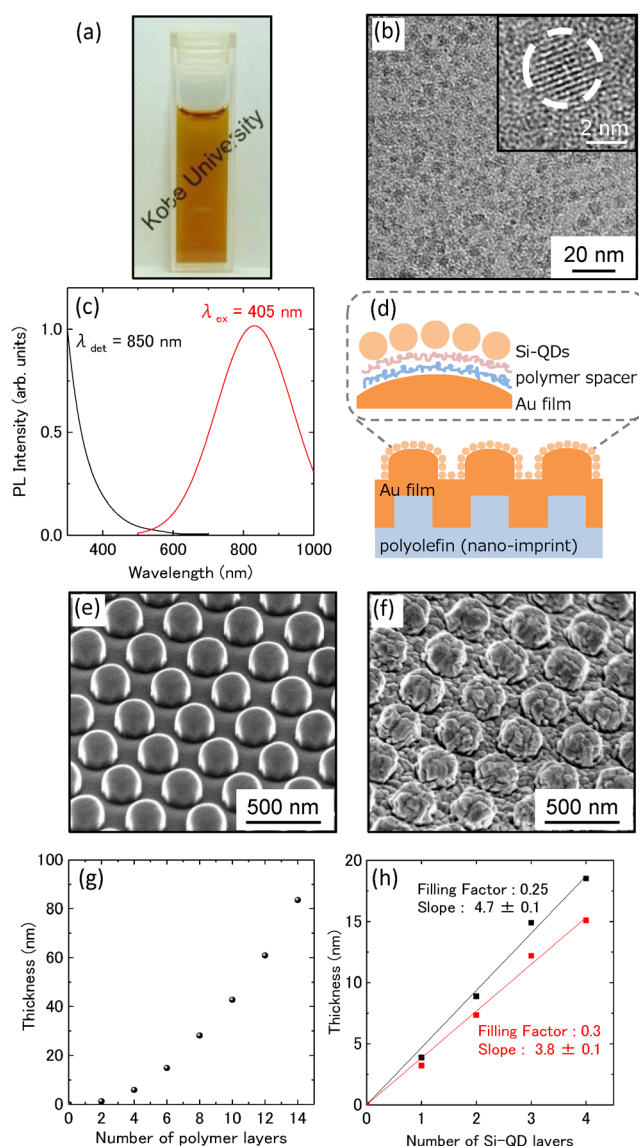 (a)
Kobe University
(b)
2 nm
20 nm
(c)
λ ex = 405 nm
λ det = 850 nm
PL Intensity (arb. units)
1.0
0.5
0.0
400 600 800 1000
Wavelength (nm)
(d)
Si-QDs
polymer spacer
Au film
Au film
polyolefin (nano-imprint)
(e)
500 nm
(f)
500 nm
(g)
Thickness (nm)
100
80
60
40
20
0
0 2 4 6 8 10 12 14
Number of polymer layers
(h)
Thickness (nm)
20
15
10
5
0
Filling Factor : 0.25
Slope : 4.7 ± 0.1
Filling Factor : 0.3
Slope : 3.8 ± 0.1
0 1 2 3 4
Number of Si-QD layers